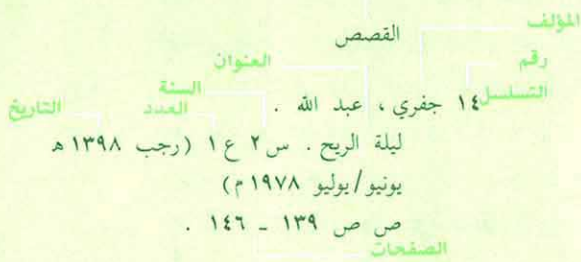 المؤلف
القصص
رقم
التسلسل
العنوان
السنة
العدد
التاريخ
١٤ جفري ، عبد الله .
ليلة الريح . س ٢ ع ١ (رجب ١٣٩٨ هـ
يونيو/يوليو ١٩٧٨ م)
ص ص ١٣٩ ـ ١٤٦ .
الصفحات